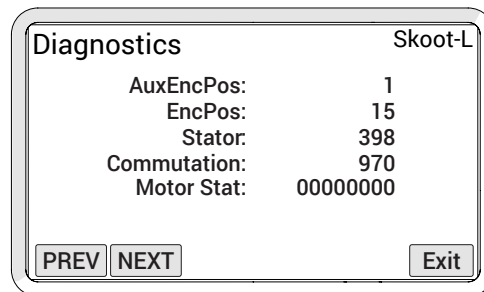 Diagnostics Skoot-L
AuxEncPos: 1
EncPos: 15
Stator: 398
Commutation: 970
Motor Stat: 00000000
PREV NEXT Exit